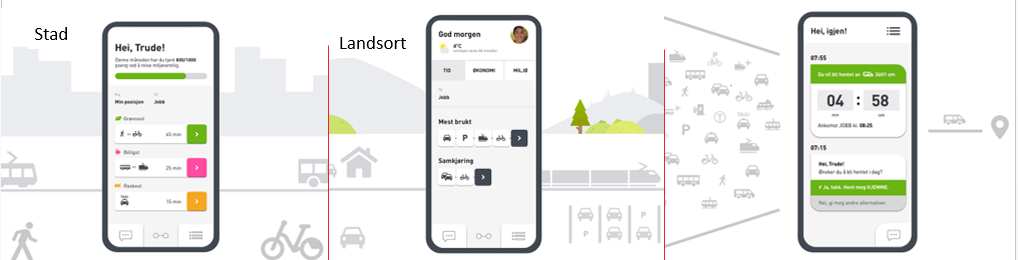 Stad
Hei, Trude!
Denne måneden har du tjent 800/1000
poeng ved å reise miljøvennlig.
Fra
Til
Min posisjon
Jobb
Grønnest
45 min
Billigst
25 min
Raskest
TAXI
15 min
Landsort
God morgen
4°C
TID
ØKONOMI
MILJØ
Til
Jobb
Mest brukt
P
Samkjøring
P
P
P
TAXI
P
Hei, igjen!
07:55
Du vil bli hentet av
om
04 : 58
min
sek
Ankomst JOBB kl. 08:25.
07:15
Hei, Trude!
Ønsker du å bli hentet i dag?
Ja, takk. Hent meg HJEMME.
Nei, gi meg andre alternativer.